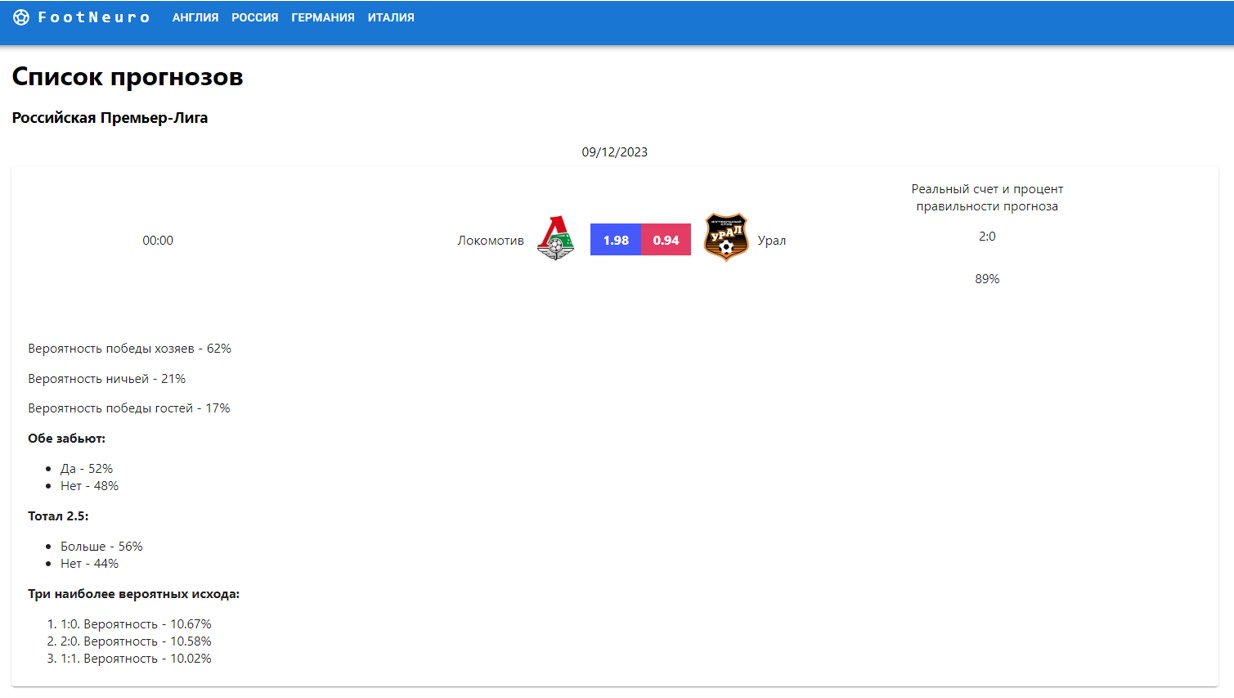 FootNeuro АНГЛИЯ РОССИЯ ГЕРМАНИЯ ИТАЛИЯ
Список прогнозов
Российская Премьер-Лига
09/12/2023
00:00
Локомотив
1.98 0.94
УРАЛ
Урал
Реальный счет и процент
правильности прогноза
2:0
89%
Вероятность победы хозяев - 62%
Вероятность ничьей - 21%
Вероятность победы гостей - 17%
Обе забьют:
• Да - 52%
• Нет - 48%
Тотал 2.5:
• Больше - 56%
• Нет - 44%
Три наиболее вероятных исхода:
1. 1:0. Вероятность - 10.67%
2. 2:0. Вероятность - 10.58%
3. 1:1. Вероятность - 10.02%